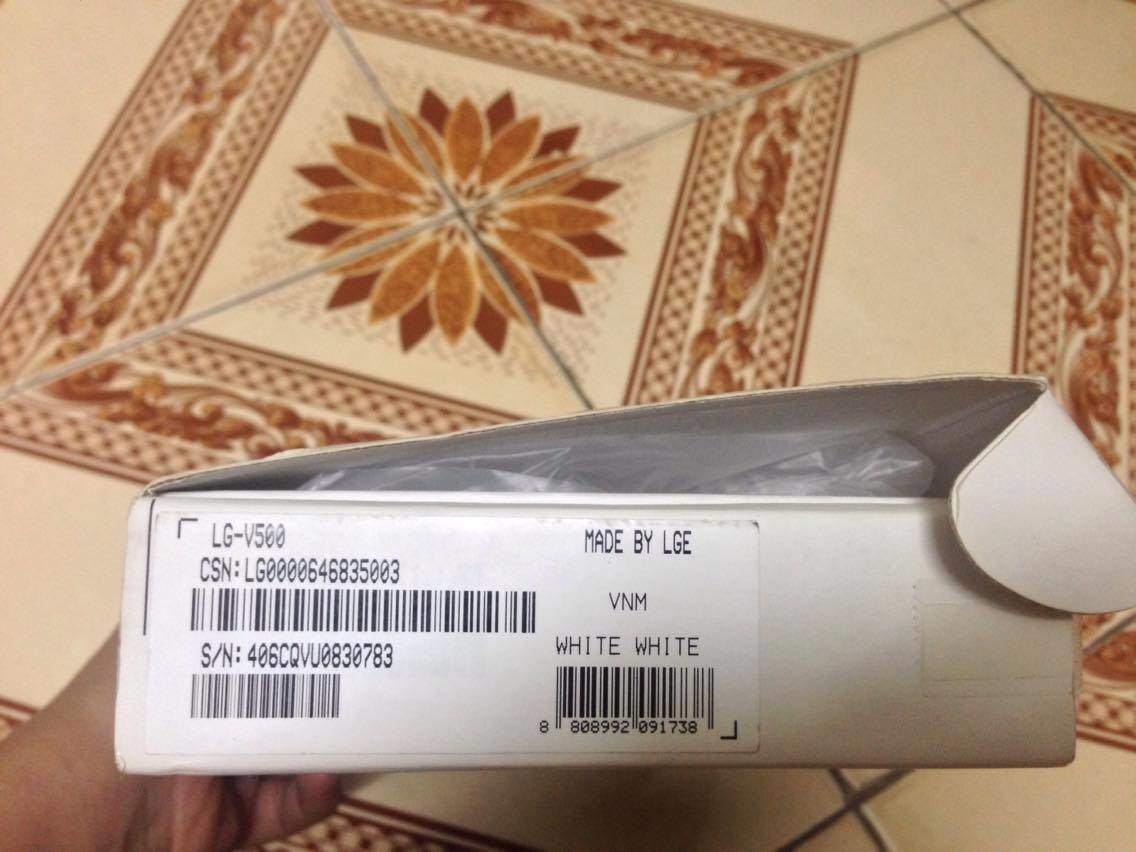 LG-V500
CSN:LG0000646835003
S/N:406CQVU0830783
MADE BY LGE
VNM
WHITE WHITE
8 808992 091738